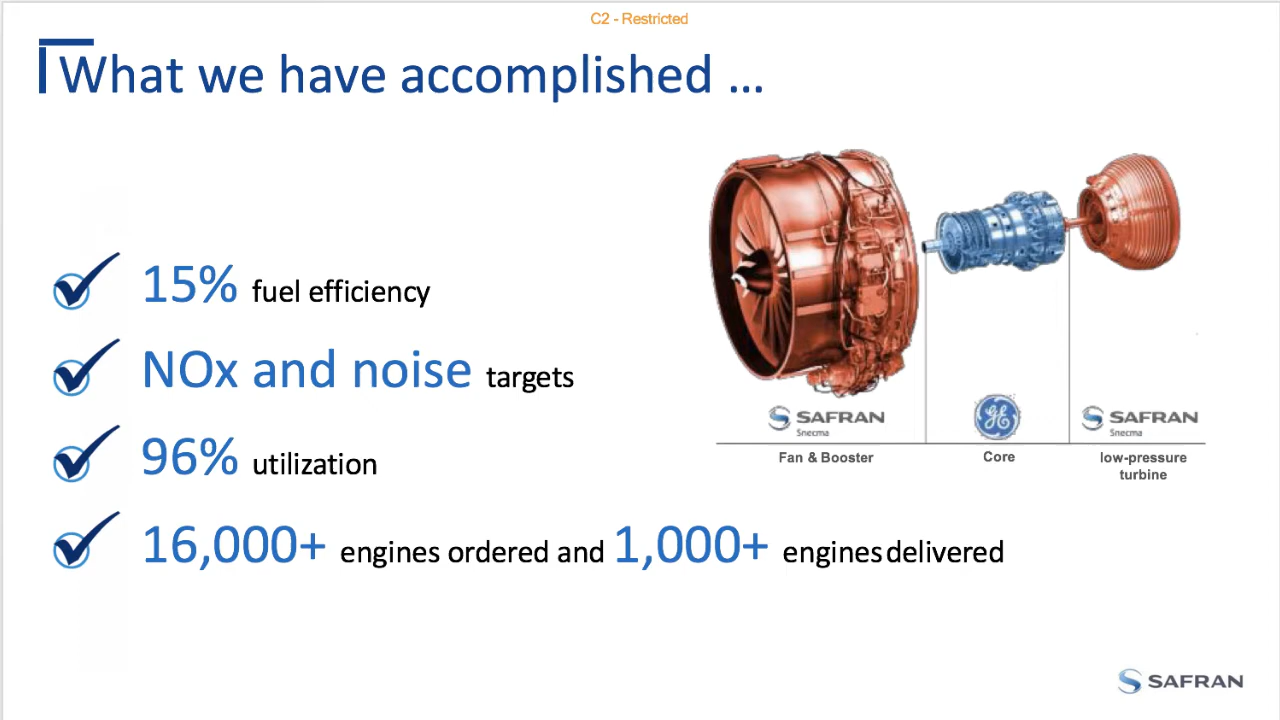 C2 - Restricted
What we have accomplished ...
15% fuel efficiency
NOx and noise targets
96% utilization
16,000+ engines ordered and 1,000+ engines delivered
SAFRAN
Snecma
GE
SAFRAN
Snecma
Fan & Booster
Core
low-pressure
turbine
SAFRAN